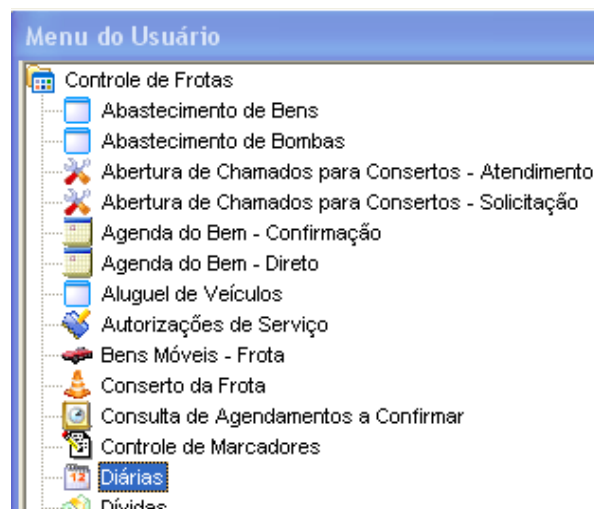 Menu do Usuário
Controle de Frotas
Abastecimento de Bens
Abastecimento de Bombas
Abertura de Chamados para Consertos - Atendimento
Abertura de Chamados para Consertos - Solicitação
Agenda do Bem - Confirmação
Agenda do Bem - Direto
Aluguel de Veículos
Autorizações de Serviço
Bens Móveis - Frota
Conserto da Frota
Consulta de Agendamentos a Confirmar
Controle de Marcadores
12 Diárias
Dívidas